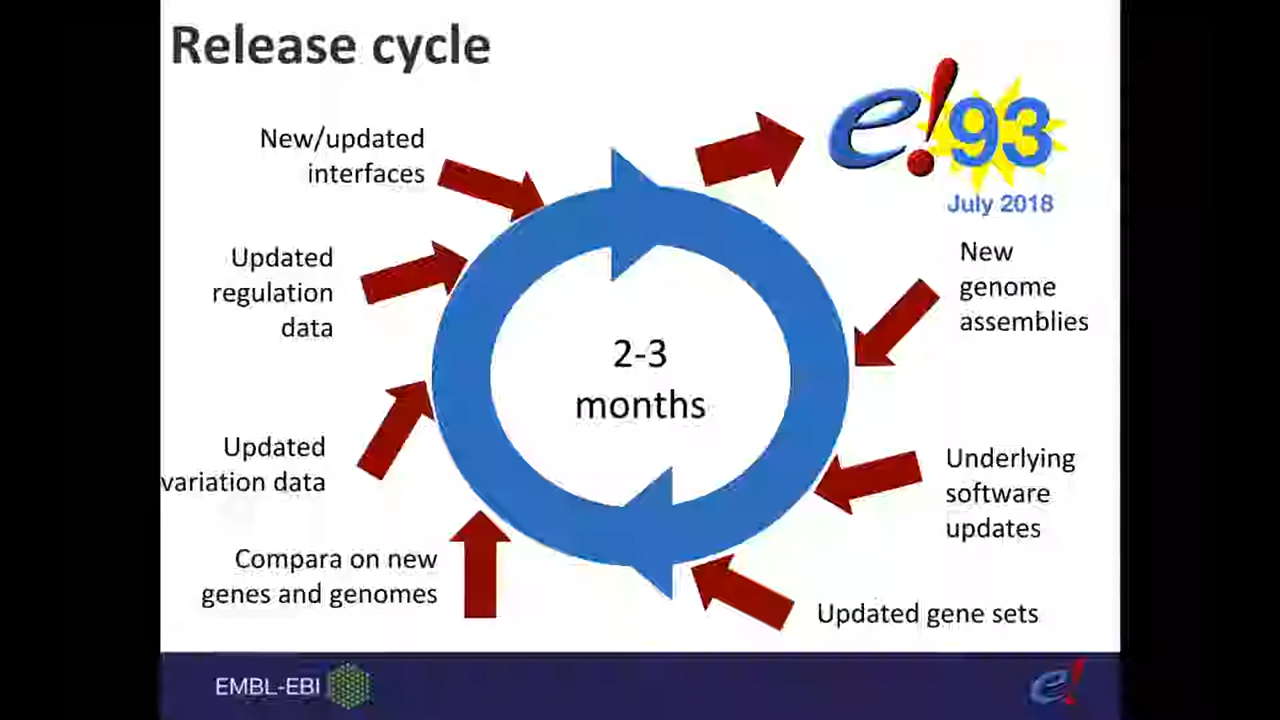 Release cycle
e!93
July 2018
New/updated
interfaces
Updated
regulation
data
Updated
variation data
Compara on new
genes and genomes
2-3
months
New
genome
assemblies
Underlying
software
updates
Updated gene sets
EMBL-EBI
e!